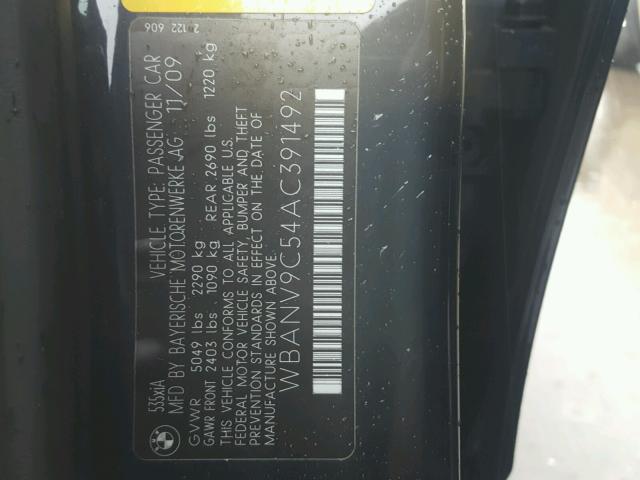 2 122 606
535xiA VEHICLE TYPE: PASSENGER CAR
MFD BY BAYERISCHE MOTORENWERKE AG 11/09
GVWR 5049 lbs 2290 kg
GAWR FRONT 2403 lbs 1090 kg REAR 2690 lbs 1220 kg
THIS VEHICLE CONFORMS TO ALL APPLICABLE U.S.
FEDERAL MOTOR VEHICLE SAFETY, BUMPER AND THEFT
PREVENTION STANDARDS IN EFFECT ON THE DATE OF
MANUFACTURE SHOWN ABOVE.
WBANV9C54AC391492